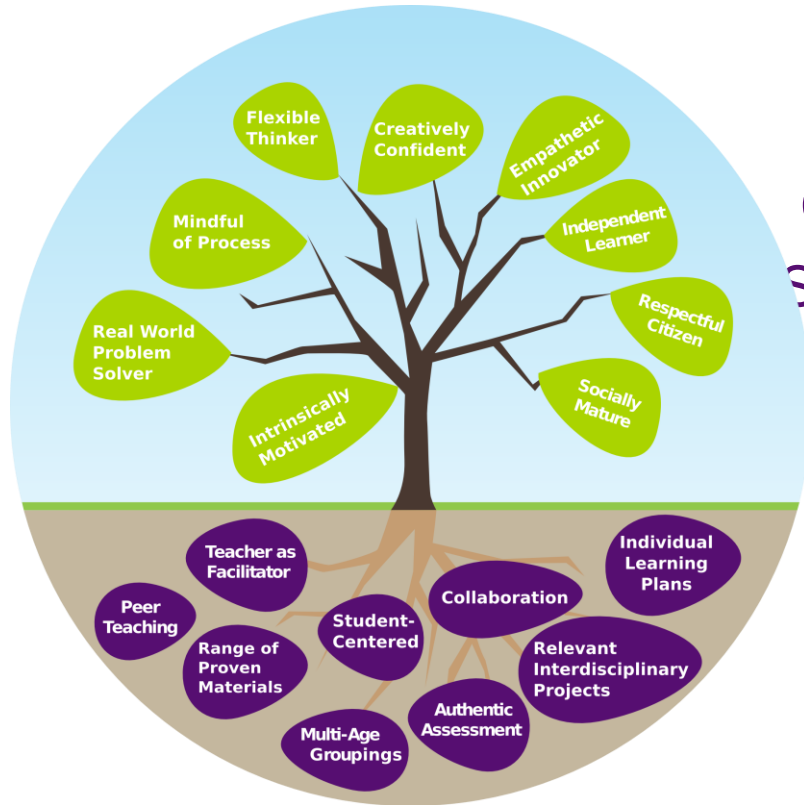 Flexible
Thinker
Creatively
Confident
Empathetic
Innovator
Mindful
of Process
Independent
Learner
Real World
Problem
Solver
Respectful
Citizen
Intrinsically
Motivated
Socially
Mature
Teacher as
Facilitator
Individual
Learning
Plans
Peer
Teaching
Student-
Centered
Collaboration
Range of
Proven
Materials
Relevant
Interdisciplinary
Projects
Multi-Age
Groupings
Authentic
Assessment